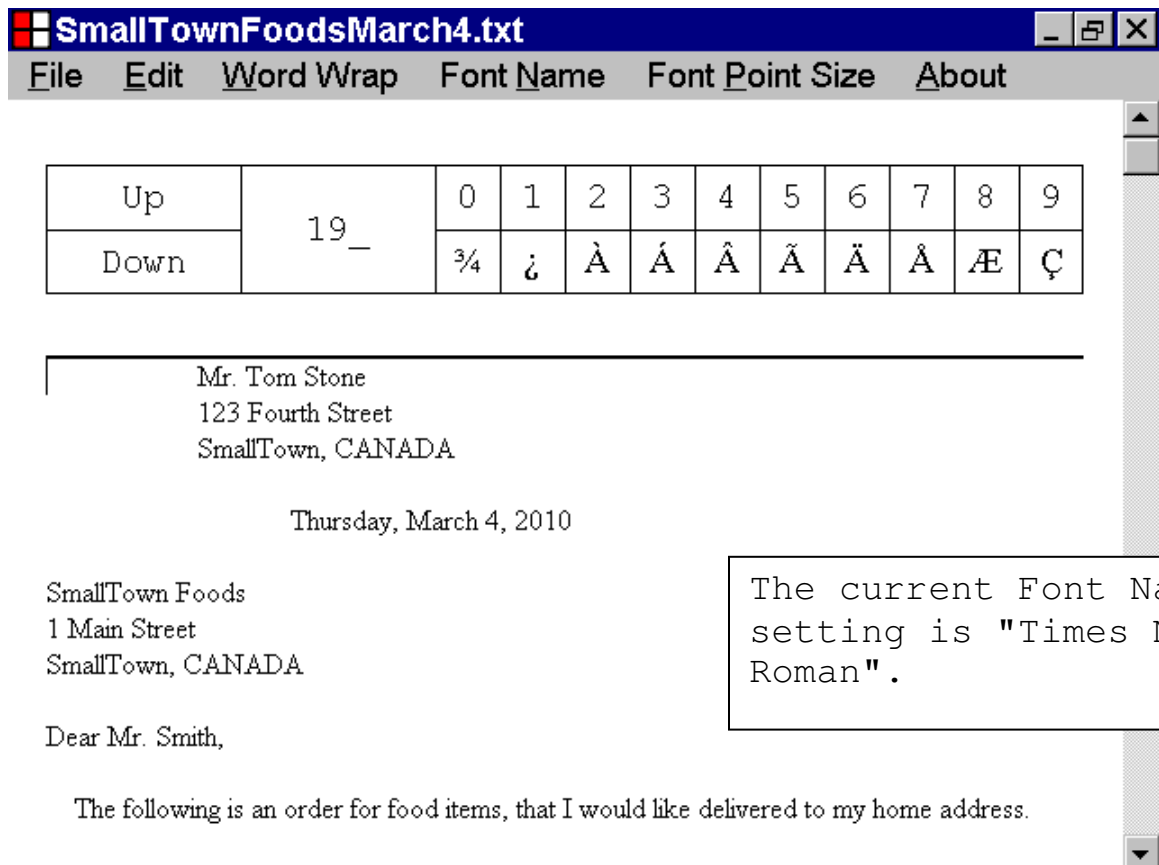 SmallTownFoodsMarch4.txt
File Edit Word Wrap Font Name Font Point Size About
Up 19_ 0 1 2 3 4 5 6 7 8 9
Down ¾ ¿ À Á Â Ã Ä Å Æ Ç
Mr. Tom Stone
123 Fourth Street
SmallTown, CANADA
Thursday, March 4, 2010
SmallTown Foods
1 Main Street
SmallTown, CANADA
The current Font
setting is "Times
Roman".
Dear Mr. Smith,
The following is an order for food items, that I would like delivered to my home address.